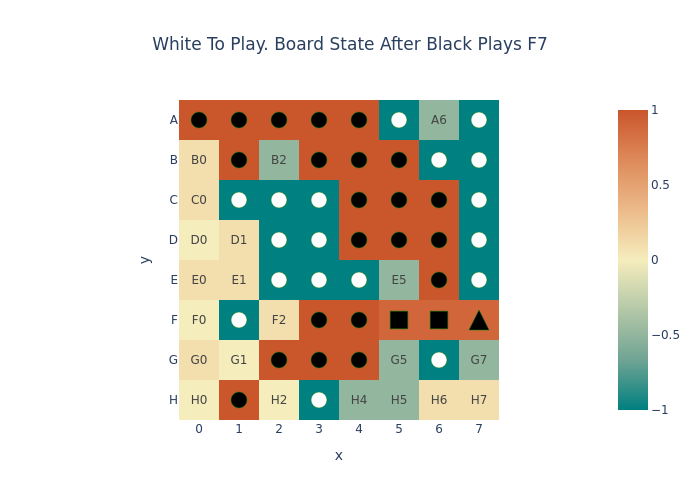 White To Play. Board State After Black Plays F7
A A6 1
B B0 B2
C C0 0.5
D D0 D1
y E E0 E1 E5 0
F F0 F2
G G0 G1 G5 G7 −0.5
H H0 H2 H4 H5 H6 H7 −1
0 1 2 3 4 5 6 7
x